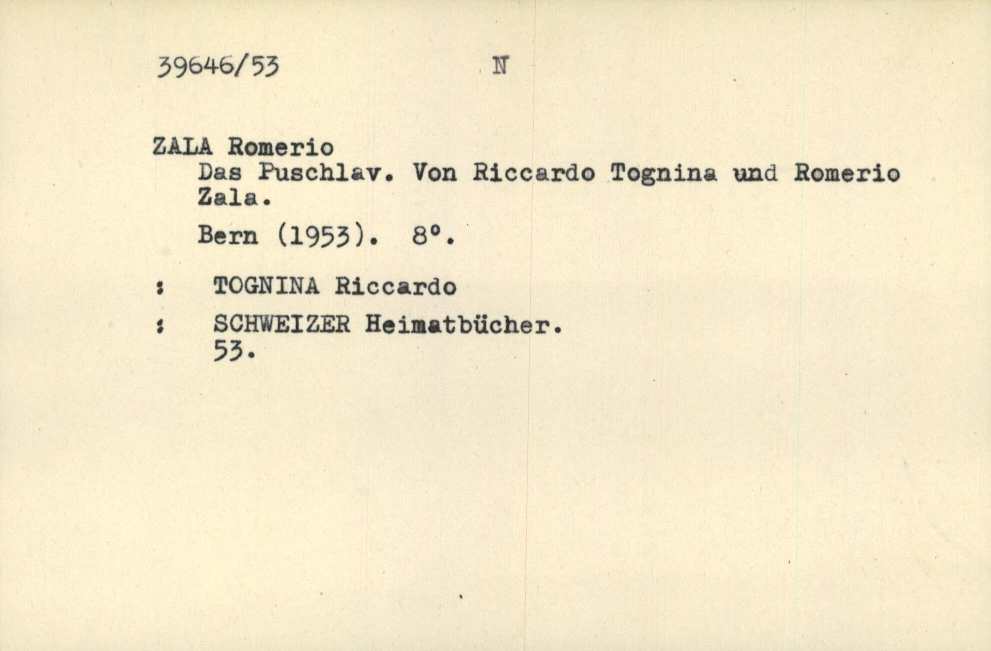 39646/53 N
ZALA Romerio
Das Puschlav. Von Riccardo Tognina und Romerio
Zala.
Bern (1953). 8°.
: TOGNINA Riccardo
: SCHWEIZER Heimatbücher.
53.